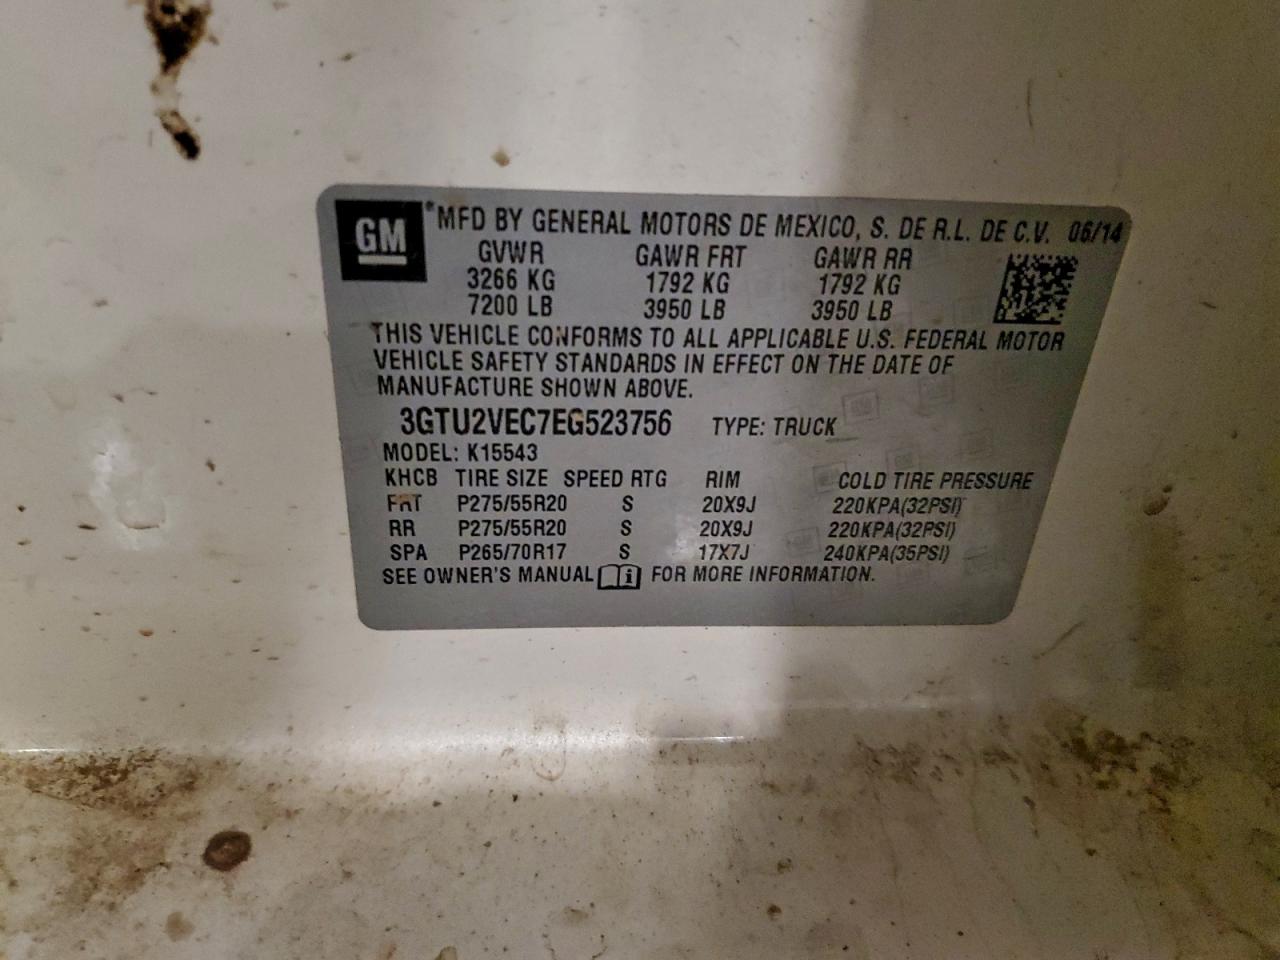 GM
® MFD BY GENERAL MOTORS DE MEXICO, S. DE R.L. DE C.V. 06/14
GVWR GAWR FRT GAWR RR
3266 KG 1792 KG 1792 KG
7200 LB 3950 LB 3950 LB
THIS VEHICLE CONFORMS TO ALL APPLICABLE U.S. FEDERAL MOTOR
VEHICLE SAFETY STANDARDS IN EFFECT ON THE DATE OF
MANUFACTURE SHOWN ABOVE.
3GTU2VEC7EG523756 TYPE: TRUCK
MODEL: K15543
KHCB TIRE SIZE SPEED RTG RIM COLD TIRE PRESSURE
FRT P275/55R20 S 20X9J 220KPA(32PSI)
RR P275/55R20 S 20X9J 220KPA(32PSI)
SPA P265/70R17 S 17X7J 240KPA(35PSI)
SEE OWNER'S MANUAL i FOR MORE INFORMATION.